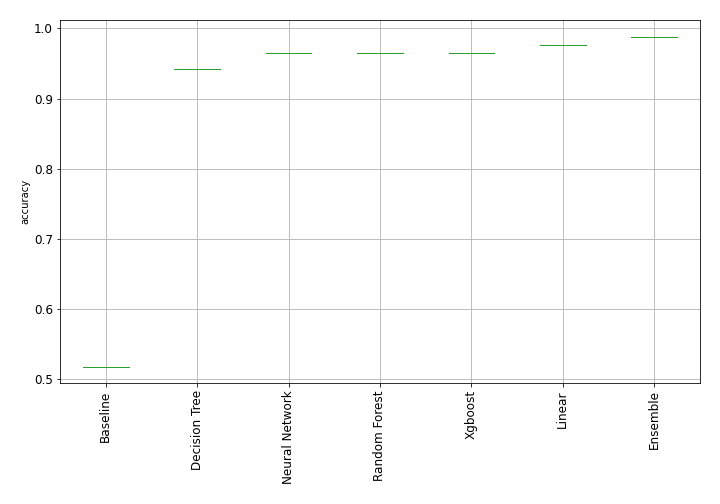 1.0
0.9
0.8
0.7
0.6
0.5
accuracy
Baseline
Decision Tree
Neural Network
Random Forest
Xgboost
Linear
Ensemble